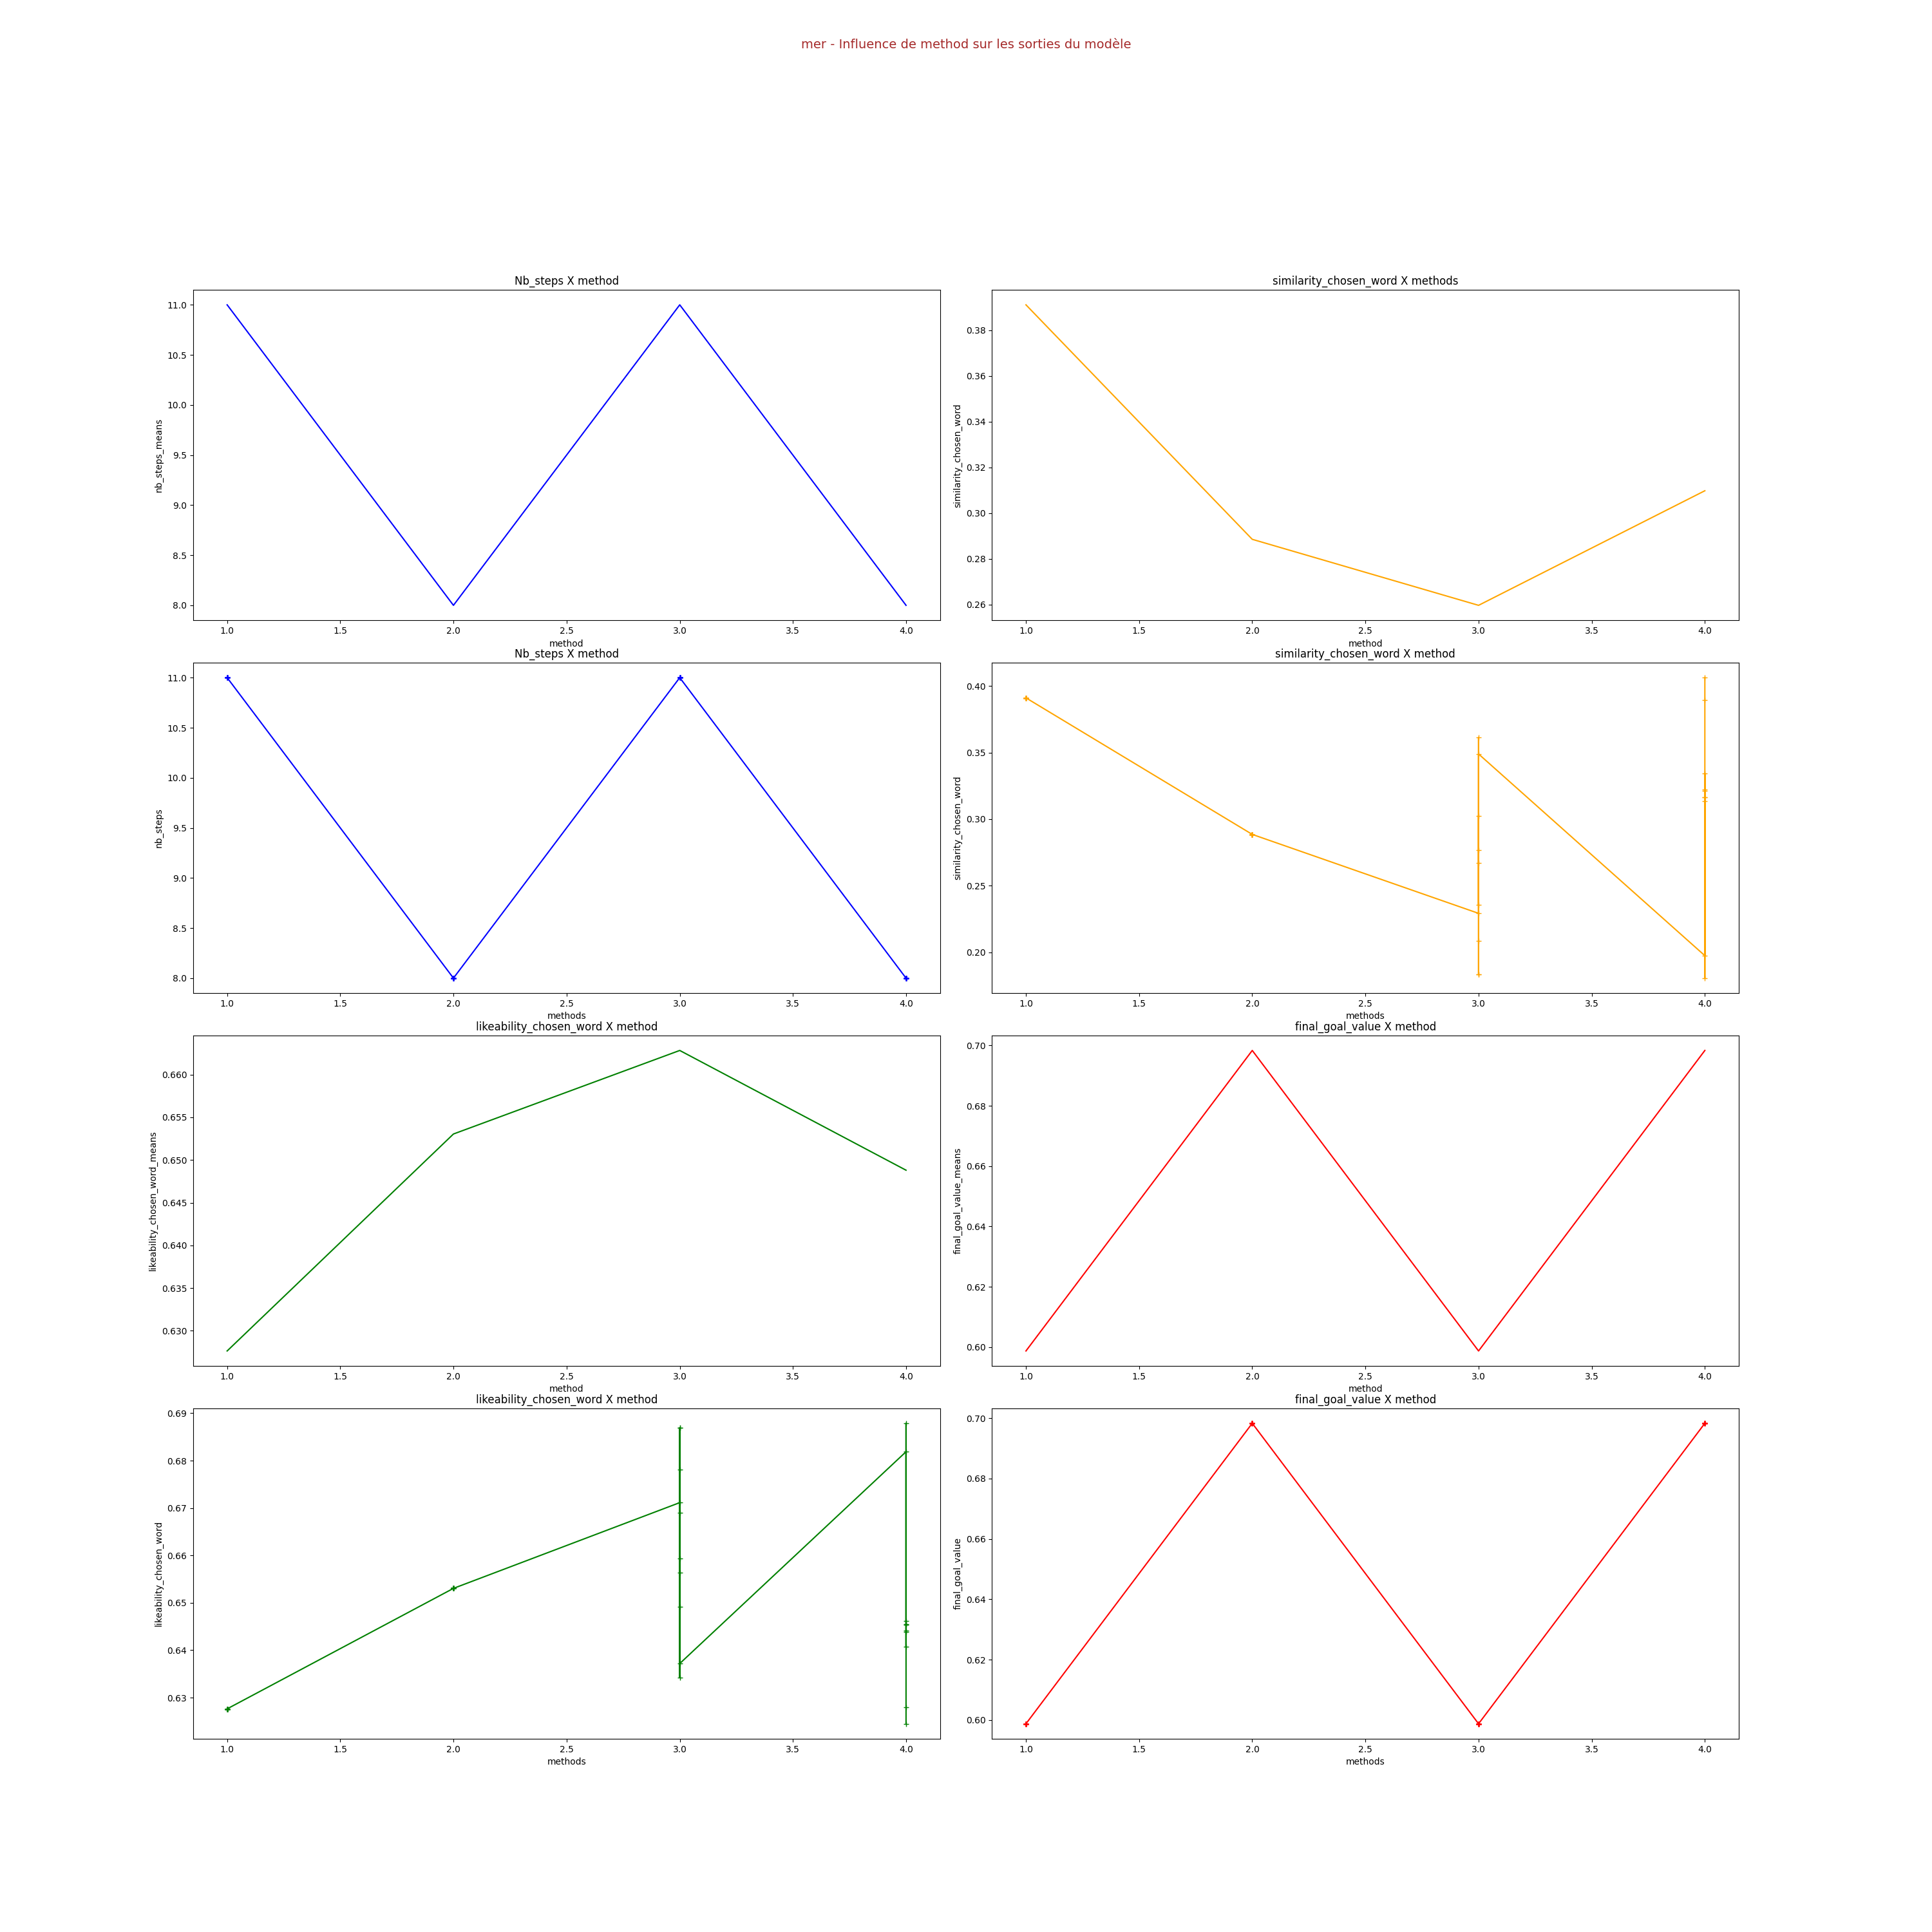 mer - Influence de method sur les sorties du modèle
Nb_steps X method
nb_steps_means
11.0
10.5
10.0
9.5
9.0
8.5
8.0
1.0 1.5 2.0 2.5 3.0 3.5 4.0
method
similarity_chosen_word X methods
similarity_chosen_word
0.38
0.36
0.34
0.32
0.30
0.28
0.26
1.0 1.5 2.0 2.5 3.0 3.5 4.0
method
Nb_steps X method
nb_steps
11.0
10.5
10.0
9.5
9.0
8.5
8.0
1.0 1.5 2.0 2.5 3.0 3.5 4.0
methods
similarity_chosen_word X method
similarity_chosen_word
0.40
0.35
0.30
0.25
0.20
1.0 1.5 2.0 2.5 3.0 3.5 4.0
methods
likeability_chosen_word X method
likeability_chosen_word_means
0.660
0.655
0.650
0.645
0.640
0.635
0.630
1.0 1.5 2.0 2.5 3.0 3.5 4.0
method
final_goal_value X method
final_goal_value_means
0.70
0.68
0.66
0.64
0.62
0.60
1.0 1.5 2.0 2.5 3.0 3.5 4.0
method
likeability_chosen_word X method
likeability_chosen_word
0.69
0.68
0.67
0.66
0.65
0.64
0.63
1.0 1.5 2.0 2.5 3.0 3.5 4.0
methods
final_goal_value X method
final_goal_value
0.70
0.68
0.66
0.64
0.62
0.60
1.0 1.5 2.0 2.5 3.0 3.5 4.0
methods